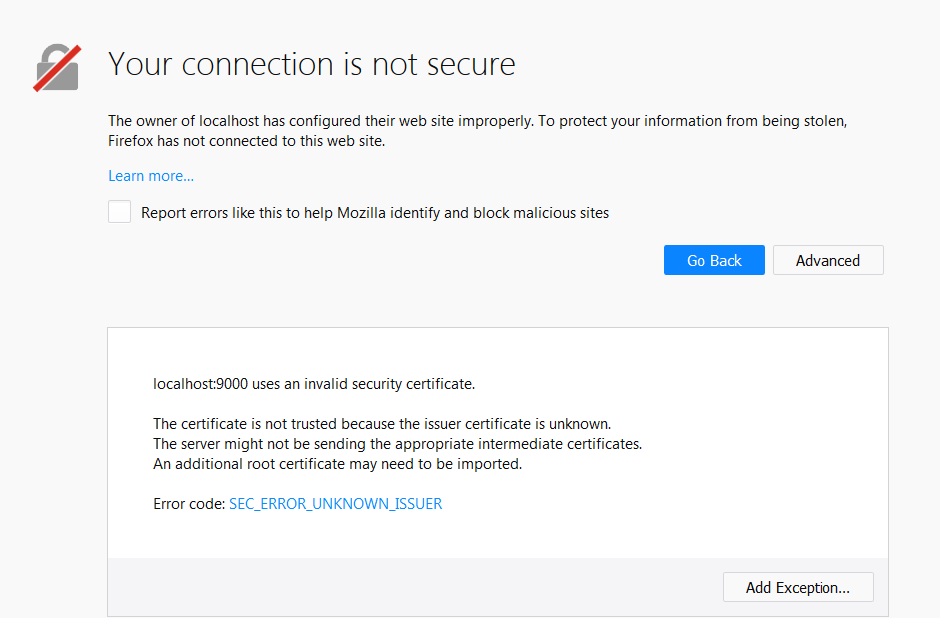 Your connection is not secure
The owner of localhost has configured their web site improperly. To protect your information from being stolen,
Firefox has not connected to this web site.
Learn more...
Report errors like this to help Mozilla identify and block malicious sites
Go Back
Advanced
localhost:9000 uses an invalid security certificate.
The certificate is not trusted because the issuer certificate is unknown.
The server might not be sending the appropriate intermediate certificates.
An additional root certificate may need to be imported.
Error code: SEC_ERROR_UNKNOWN_ISSUER
Add Exception...